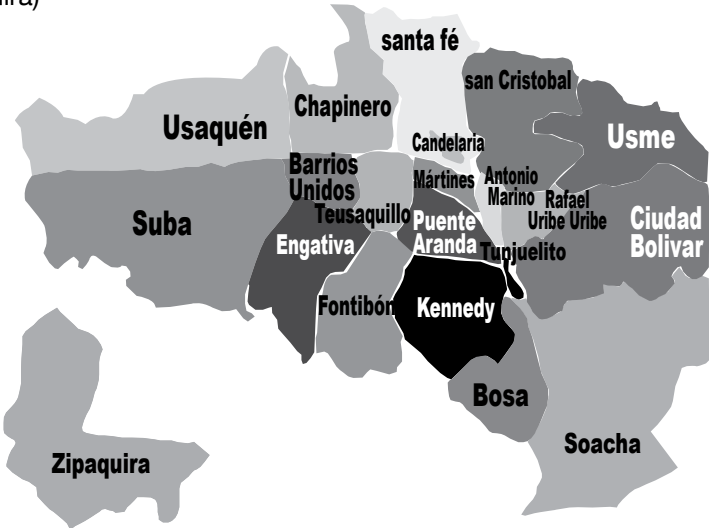 santa fé
san Cristobal
Chapinero
Usaquén
Usme
Candelaria
Barrios
Unidos
Mártines
Antonio
Marino
Rafael
Uribe Uribe
Suba
Teusaquillo
Puente
Aranda
Ciudad
Bolivar
Engativa
Tunjuelito
Fontibón
Kennedy
Bosa
Soacha
Zipaquira